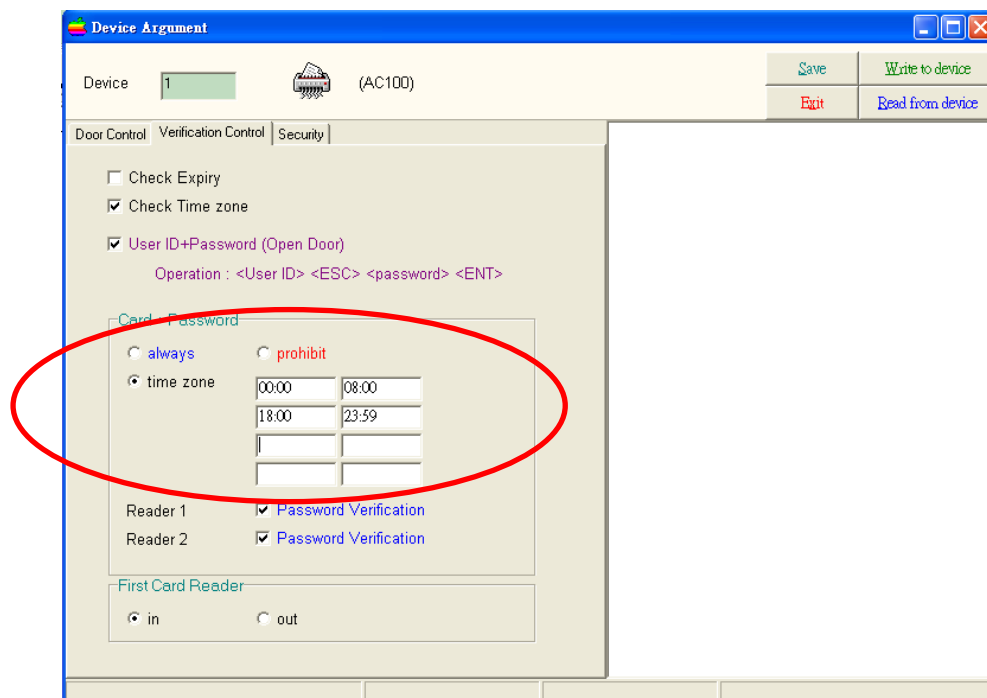 Device Argument
Device 1 (AC100)
Save Write to device
Exit Read from device
Door Control Verification Control Security
Check Expiry
Check Time zone
User ID+Password (Open Door)
Operation : <User ID> <ESC> <password> <ENT>
Card + Password
always prohibit
time zone 00:00 08:00
18:00 23:59
Reader 1 Password Verification
Reader 2 Password Verification
First Card Reader
in out